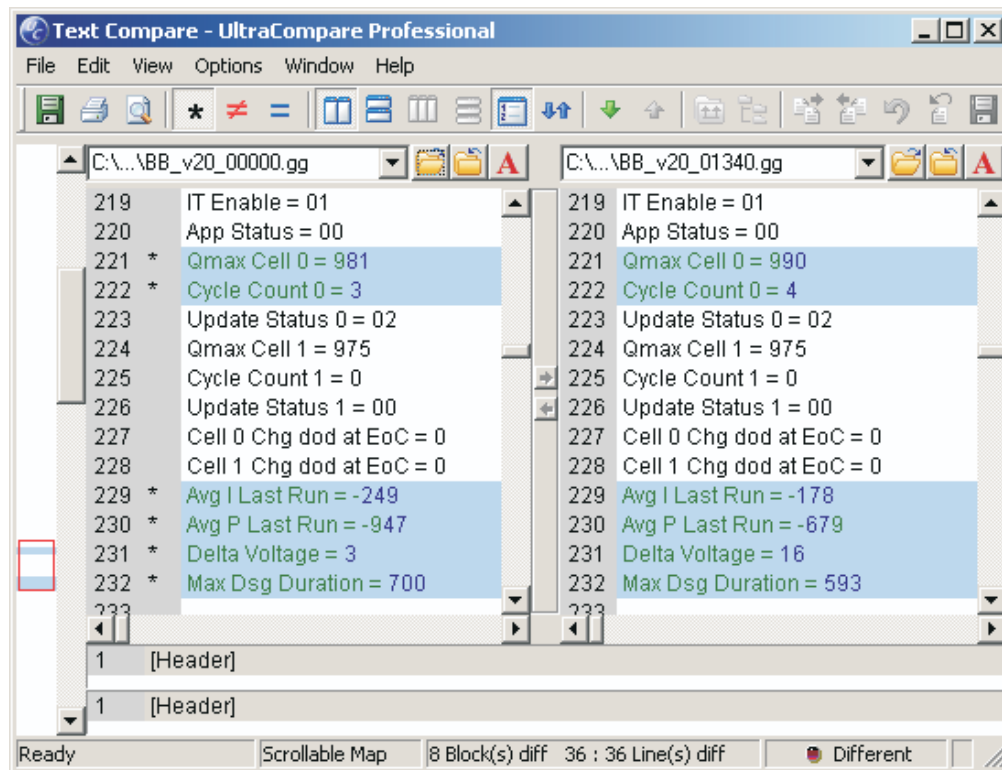 Text Compare - UltraCompare Professional
File Edit View Options Window Help
C:\...\BB_v20_00000.gg A C:\...\BB_v20_01340.gg A
219 IT Enable = 01 219 IT Enable = 01
220 App Status = 00 220 App Status = 00
221 * Qmax Cell 0 = 981 221 Qmax Cell 0 = 990
222 * Cycle Count 0 = 3 222 Cycle Count 0 = 4
223 Update Status 0 = 02 223 Update Status 0 = 02
224 Qmax Cell 1 = 975 224 Qmax Cell 1 = 975
225 Cycle Count 1 = 0 225 Cycle Count 1 = 0
226 Update Status 1 = 00 226 Update Status 1 = 00
227 Cell 0 Chg dod at EoC = 0 227 Cell 0 Chg dod at EoC = 0
228 Cell 1 Chg dod at EoC = 0 228 Cell 1 Chg dod at EoC = 0
229 * Avg I Last Run = -249 229 Avg I Last Run = -178
230 * Avg P Last Run = -947 230 Avg P Last Run = -679
231 * Delta Voltage = 3 231 Delta Voltage = 16
232 * Max Dsg Duration = 700 232 Max Dsg Duration = 593
233 233
1 [Header]
1 [Header]
Ready Scrollable Map 8 Block(s) diff 36 : 36 Line(s) diff Different